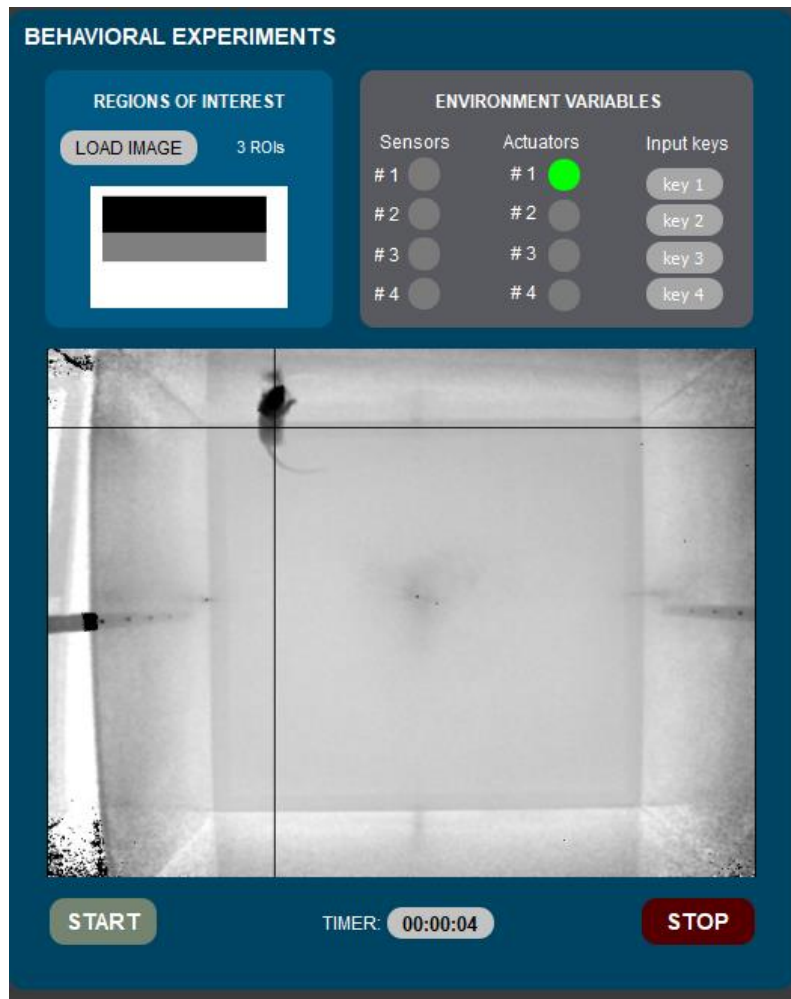 BEHAVIORAL EXPERIMENTS
REGIONS OF INTEREST
LOAD IMAGE
3 ROIs
ENVIRONMENT VARIABLES
Sensors Actuators Input keys
# 1 # 1 key 1
# 2 # 2 key 2
# 3 # 3 key 3
# 4 # 4 key 4
START
TIMER: 00:00:04
STOP